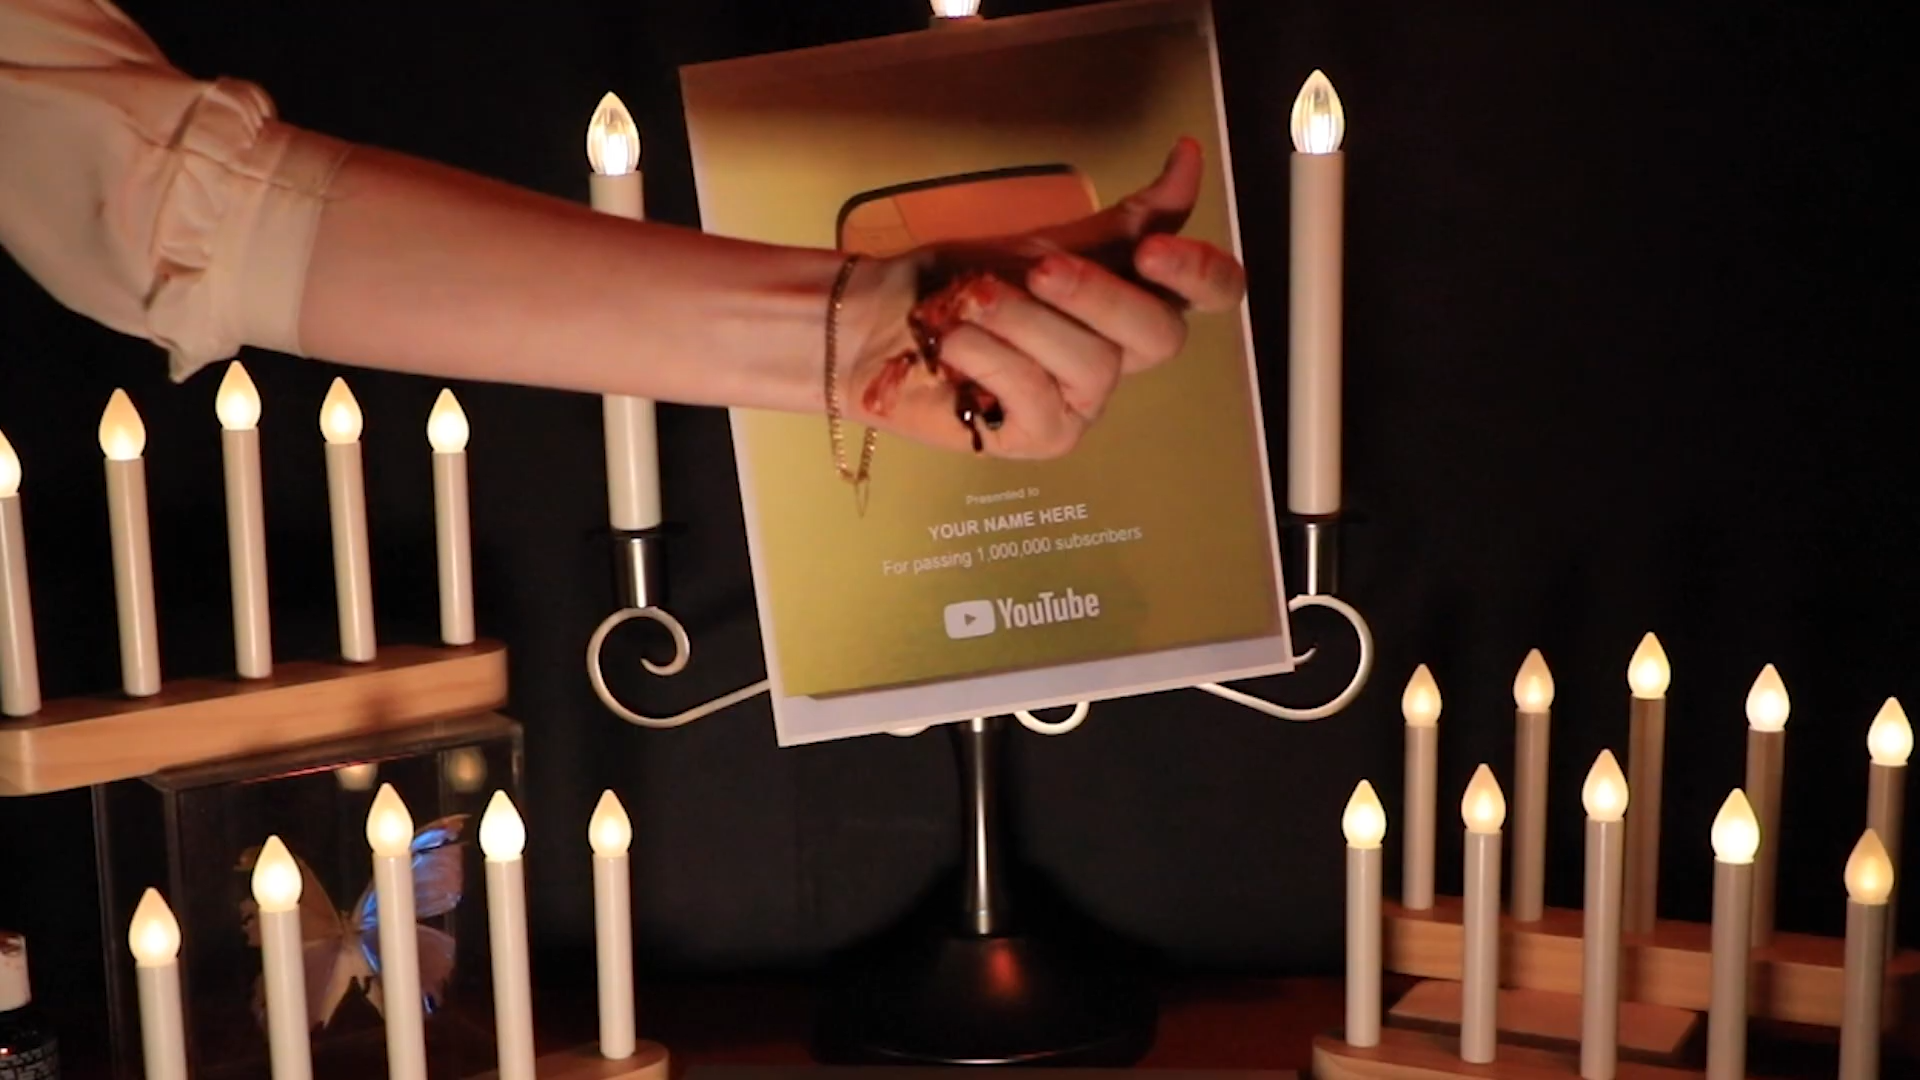 Presented to
YOUR NAME HERE
For passing 1,000,000 subscribers
YouTube